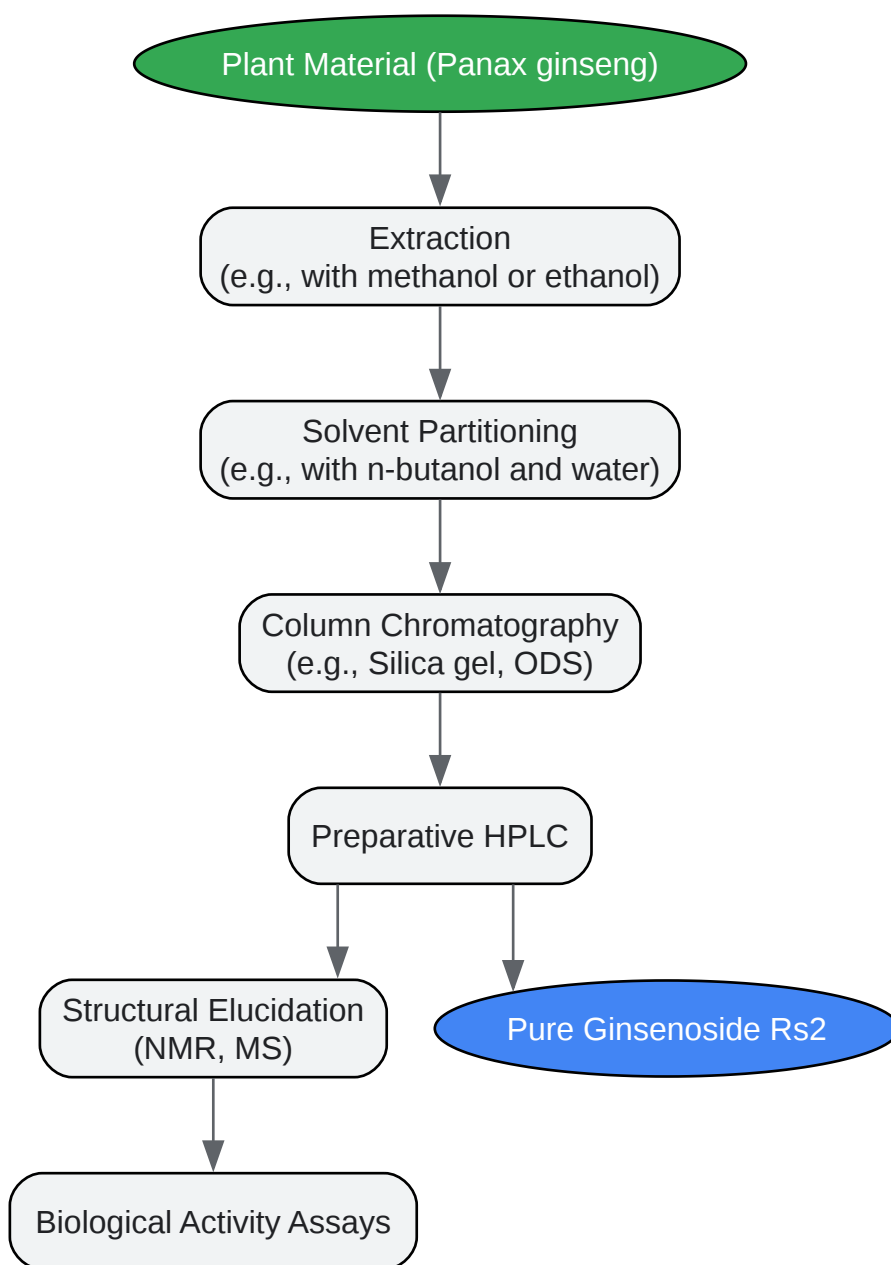 Plant Material (Panax ginseng)
Extraction
(e.g., with methanol or ethanol)
Solvent Partitioning
(e.g., with n-butanol and water)
Column Chromatography
(e.g., Silica gel, ODS)
Preparative HPLC
Structural Elucidation
(NMR, MS)
Pure Ginsenoside Rs2
Biological Activity Assays